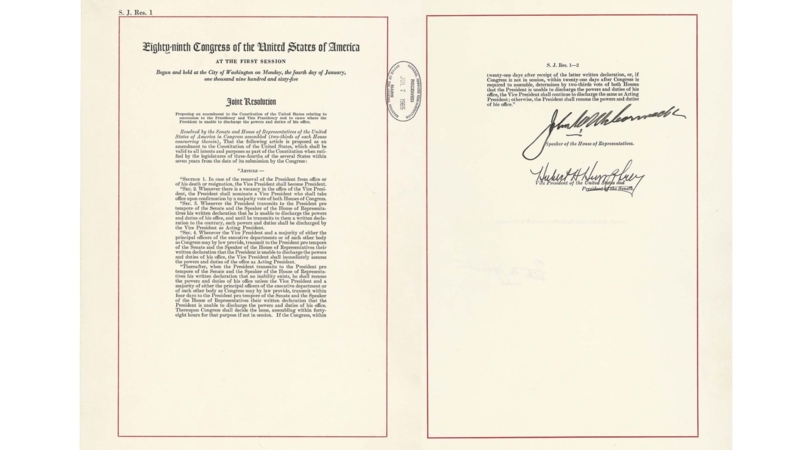 S. J. Res. 1
Eighty-ninth Congress of the United States of America
AT THE FIRST SESSION
Begun and held at the City of Washington on Monday, the fourth day of January,
one thousand nine hundred and sixty-five
Joint Resolution
Proposing an amendment to the Constitution of the United States relating to
succession to the Presidency and Vice Presidency and to cases where the
President is unable to discharge the powers and duties of his office.
Resolved by the Senate and House of Representatives of the United
States of America in Congress assembled (two-thirds of each House
concurring therein), That the following article is proposed as an
amendment to the Constitution of the United States, which shall be
valid to all intents and purposes as part of the Constitution when rati-
fied by the legislatures of three-fourths of the several States within
seven years from the date of its submission by the Congress:
"ARTICLE —
"SECTION 1. In case of the removal of the President from office or
of his death or resignation, the Vice President shall become President.
"SEC. 2. Whenever there is a vacancy in the office of the Vice Presi-
dent, the President shall nominate a Vice President who shall take
office upon confirmation by a majority vote of both Houses of Congress.
"SEC. 3. Whenever the President transmits to the President pro
tempore of the Senate and the Speaker of the House of Representa-
tives his written declaration that he is unable to discharge the powers
and duties of his office, and until he transmits to them a written decla-
ration to the contrary, such powers and duties shall be discharged by
the Vice President as Acting President.
"SEC. 4. Whenever the Vice President and a majority of either the
principal officers of the executive departments or of such other body
as Congress may by law provide, transmit to the President pro tempore
of the Senate and the Speaker of the House of Representatives their
written declaration that the President is unable to discharge the powers
and duties of his office, the Vice President shall immediately assume
the powers and duties of the office as Acting President.
"Thereafter, when the President transmits to the President pro
tempore of the Senate and the Speaker of the House of Representa-
tives his written declaration that no inability exists, he shall resume
the powers and duties of his office unless the Vice President and a
majority of either the principal officers of the executive department or
of such other body as Congress may by law provide, transmit within
four days to the President pro tempore of the Senate and the Speaker
of the House of Representatives their written declaration that the
President is unable to discharge the powers and duties of his office.
Thereupon Congress shall decide the issue, assembling within forty-
eight hours for that purpose if not in session. If the Congress, within
RECEIVED
JUL 7 1965
S. J. Res. 1—2
twenty-one days after receipt of the latter written declaration, or, if
Congress is not in session, within twenty-one days after Congress is
required to assemble, determines by two-thirds vote of both Houses
that the President is unable to discharge the powers and duties of his
office, the Vice President shall continue to discharge the same as Acting
President; otherwise, the President shall resume the powers and duties
of his office."
John W. McCormack
Speaker of the House of Representatives.
Hubert H. Humphrey
Vice President of the United States and
President of the Senate.